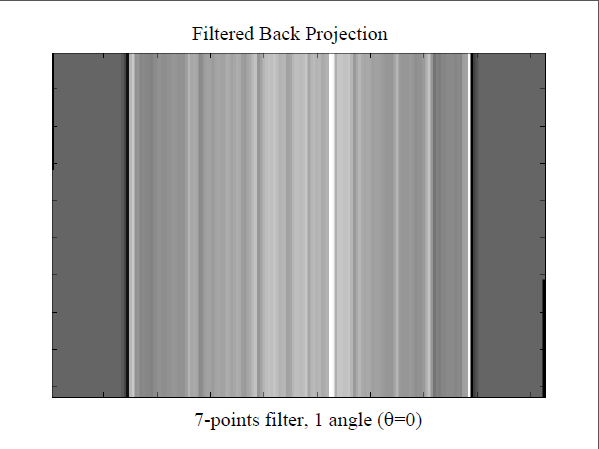 Filtered Back Projection
7-points filter, 1 angle (θ=0)